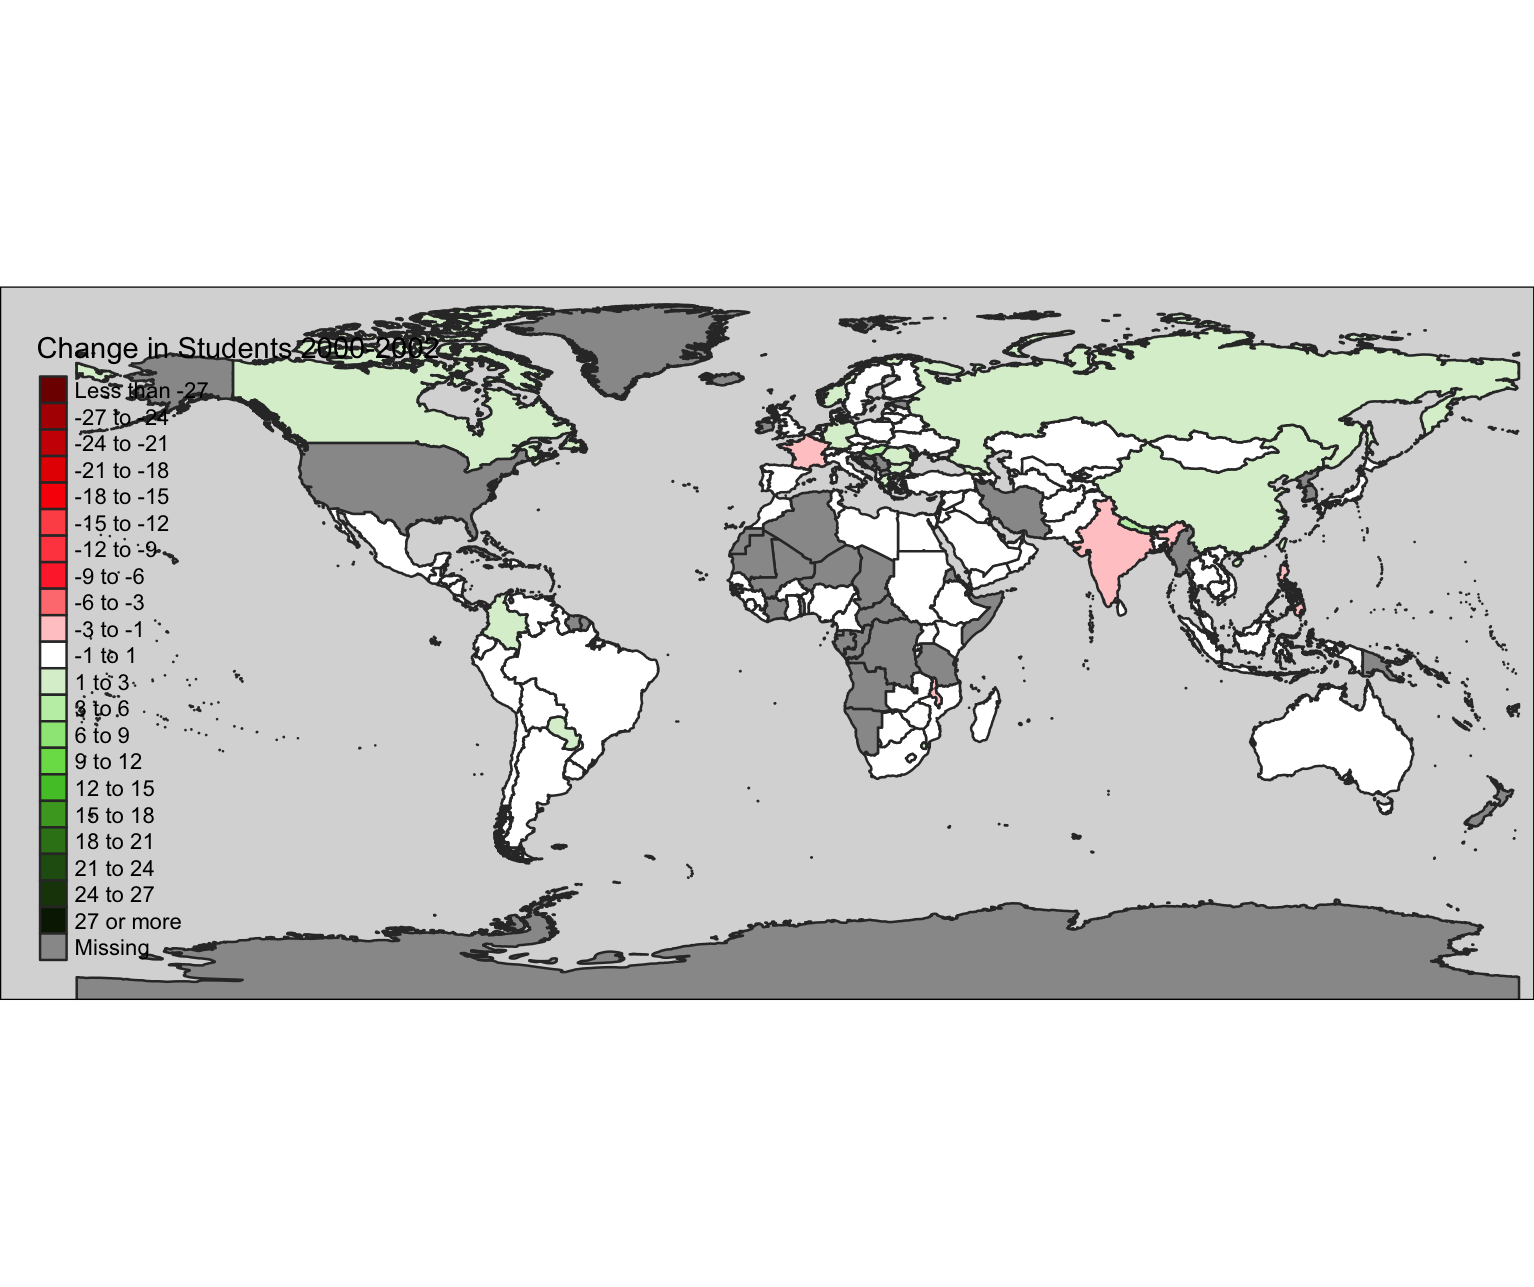 Change in Students 2000-2002
Less than -27
-27 to -24
-24 to -21
-21 to -18
-18 to -15
-15 to -12
-12 to -9
-9 to -6
-6 to -3
-3 to -1
-1 to 1
1 to 3
3 to 6
6 to 9
9 to 12
12 to 15
15 to 18
18 to 21
21 to 24
24 to 27
27 or more
Missing